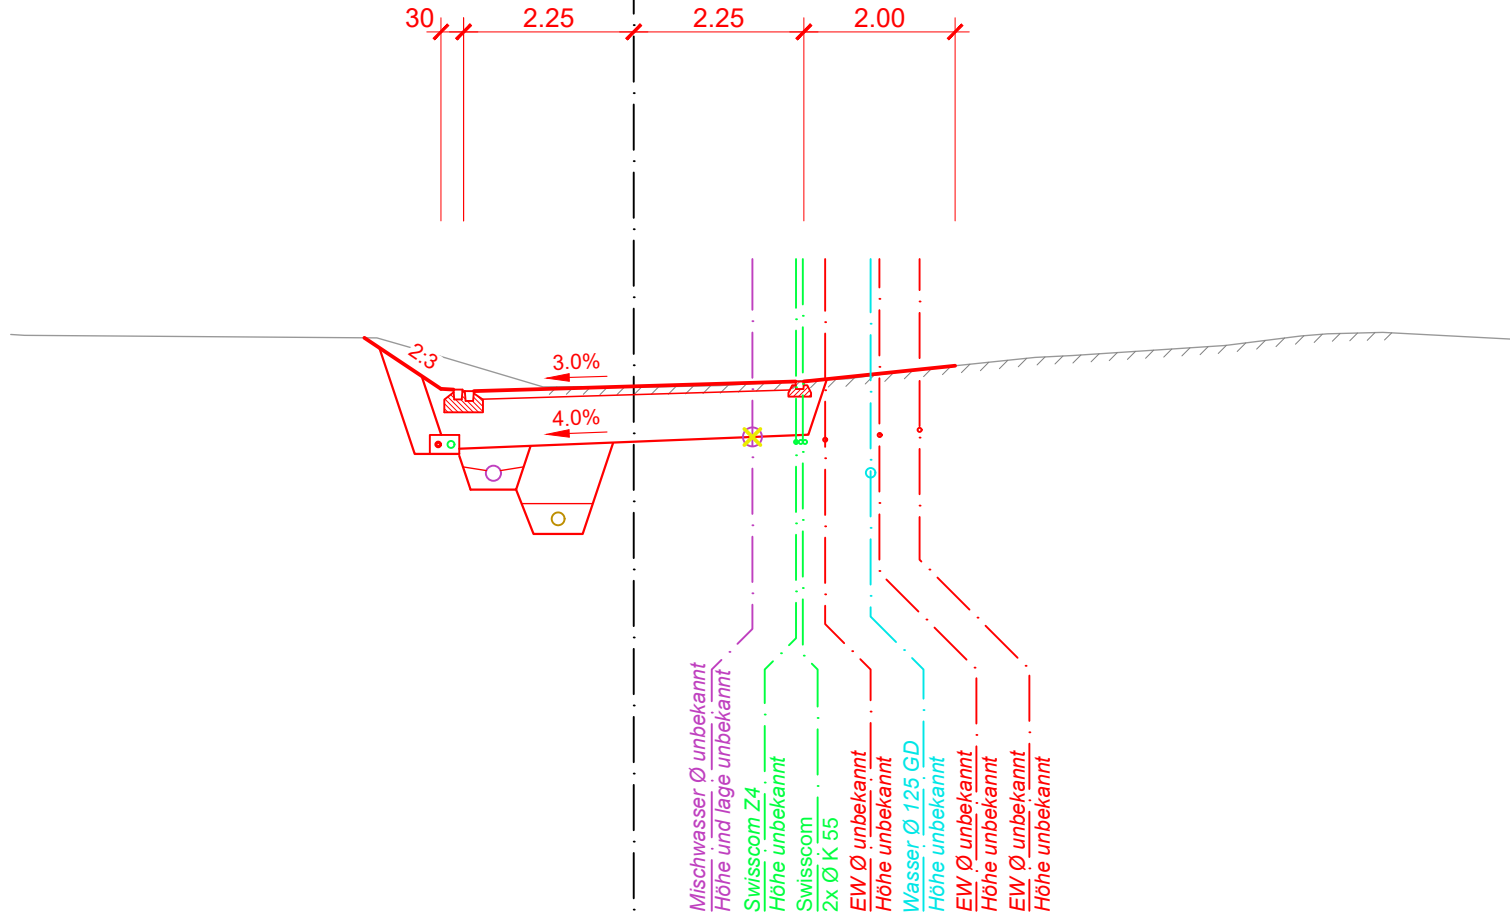 30
2.25
2.25
2.00
2:3
3.0%
4.0%
Mischwasser Ø unbekannt
Höhe und lage unbekannt
Swisscom Z4
Höhe unbekannt
Swisscom
2x Ø K 55
EW Ø unbekannt
Höhe unbekannt
Wasser Ø 125 GD
Höhe unbekannt
EW Ø unbekannt
Höhe unbekannt
EW Ø unbekannt
Höhe unbekannt